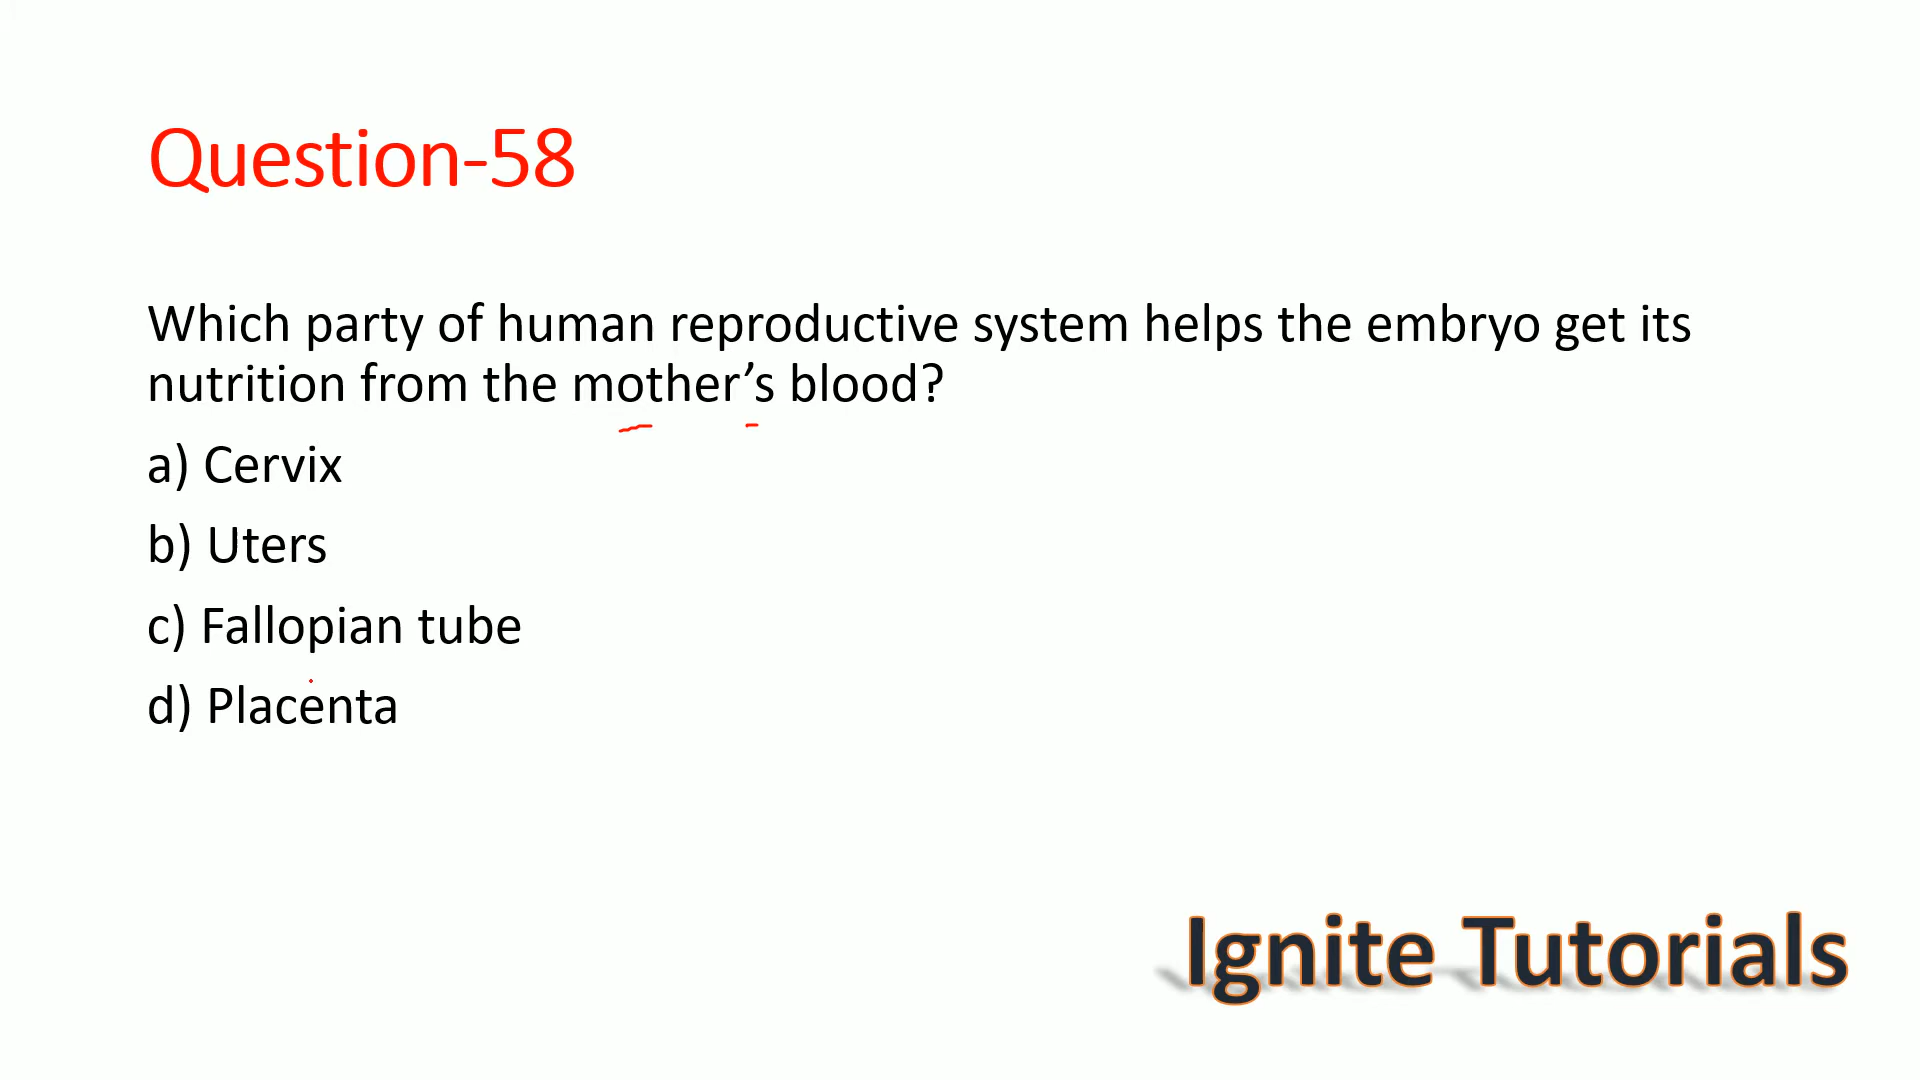 Question-58
Which party of human reproductive system helps the embryo get its
nutrition from the mother’s blood?
a) Cervix
b) Uters
c) Fallopian tube
d) Placenta
Ignite Tutorials